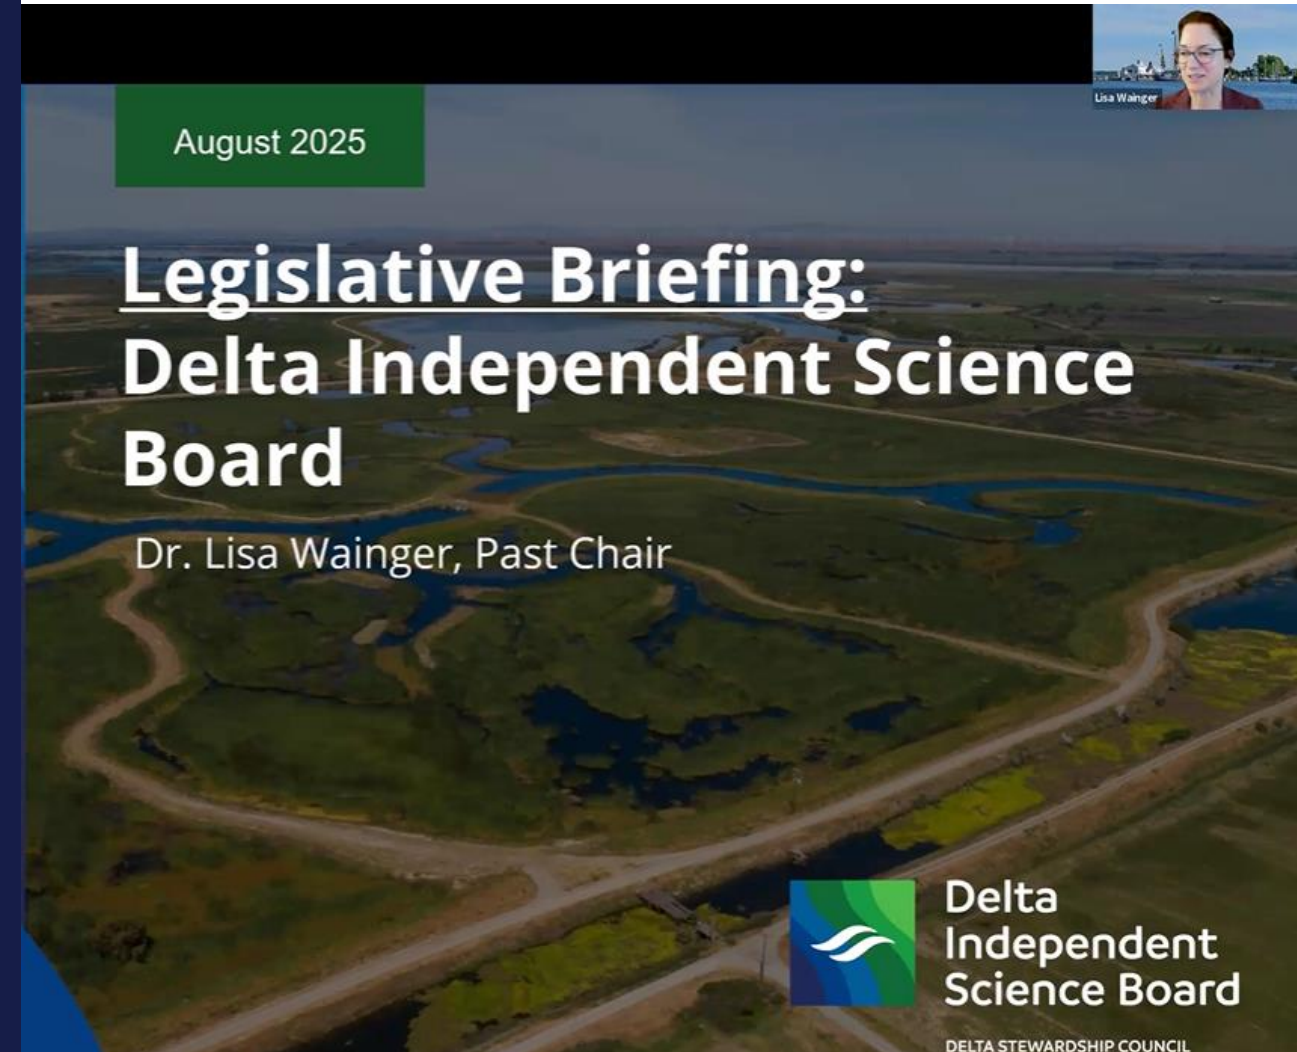 Lisa Wainger
August 2025
Legislative Briefing:
Delta Independent Science
Board
Dr. Lisa Wainger, Past Chair
Delta
Independent
Science Board
DELTA STEWARDSHIP COUNCIL